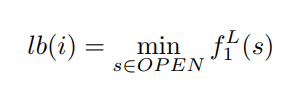 lb(i) = min_{s∈OPEN} f_1^L(s)